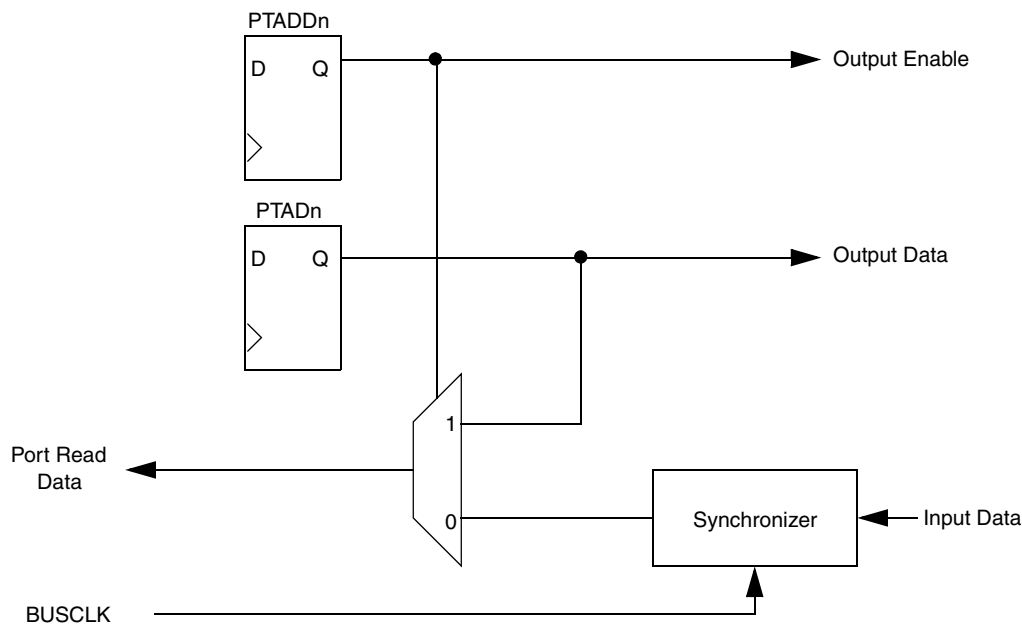 PTADDn
D Q
Output Enable
PTADn
D Q
Output Data
1
Port Read
Data
0
Synchronizer
Input Data
BUSCLK